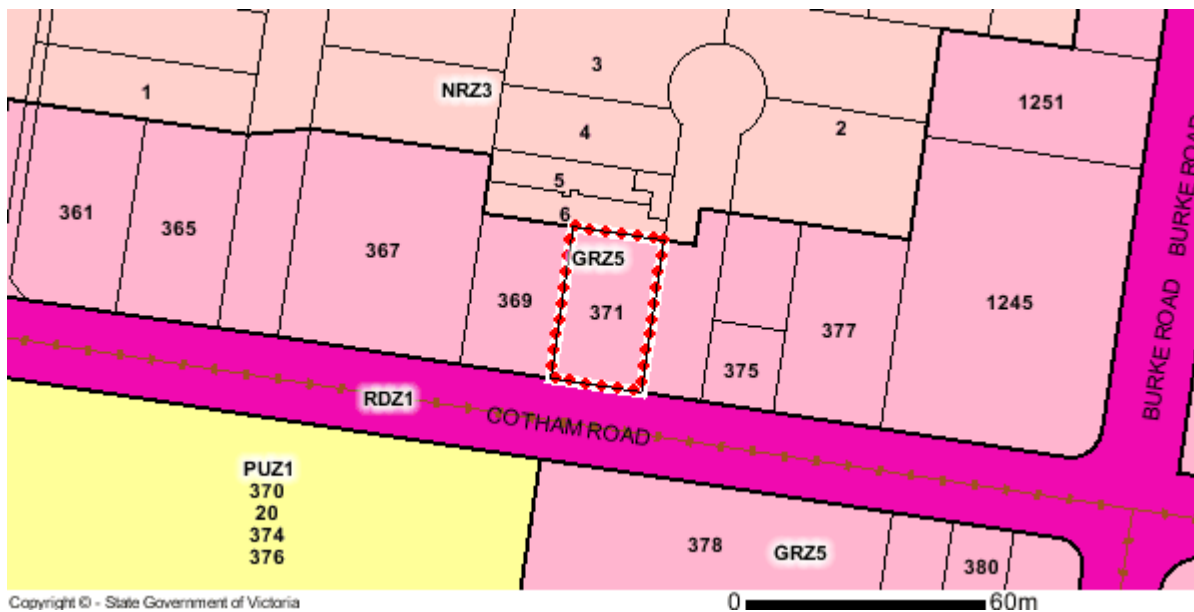 3
1251
NRZ3
1
4
2
5
6
361
365
367
GRZ5
369
371
377
1245
375
BURKE ROAD
BURKE ROAD
RDZ1
COTHAM ROAD
PUZ1
370
20
374
376
378
GRZ5
380
Copyright © - State Government of Victoria
0 60m